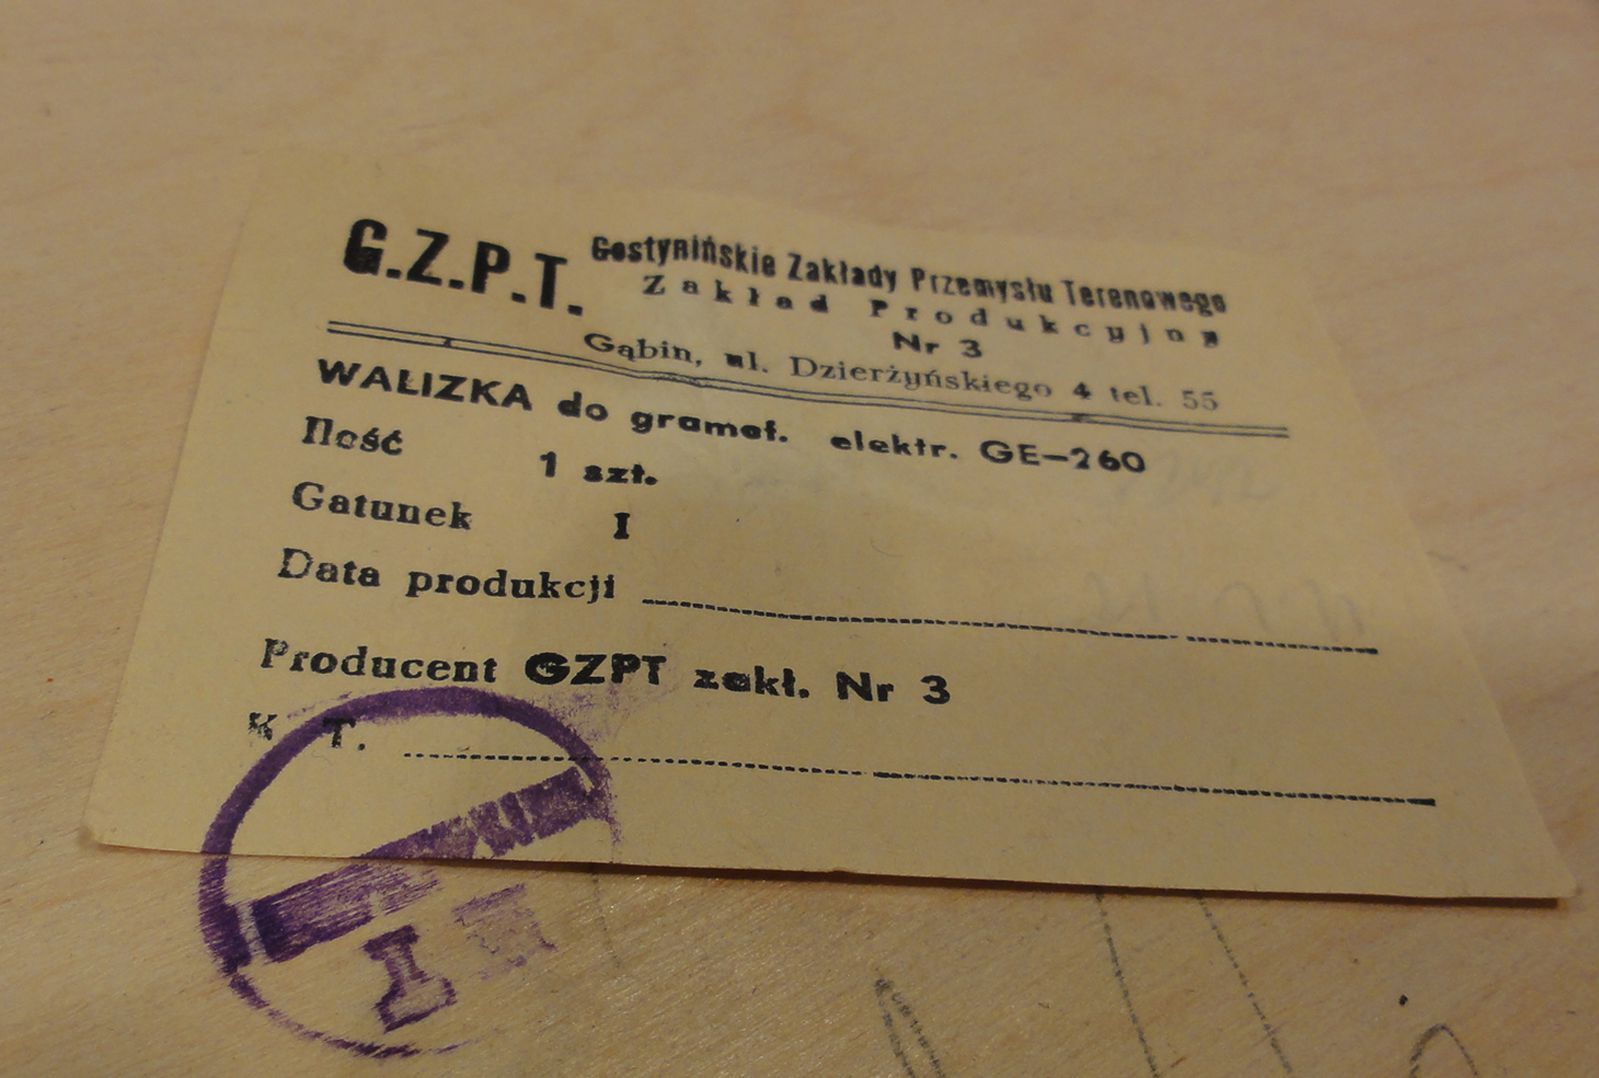 G.Z.P.T. Gostynińskie Zakłady Przemysłu Terenowego
Zakład Produkcyjny
Nr 3
Gąbin, ul. Dzierżyńskiego 4 tel. 55
WALIZKA do gramof. elektr. GE-260
Ilość 1 szt.
Gatunek I
Data produkcji
Producent GZPT zakł. Nr 3
K. T.
I